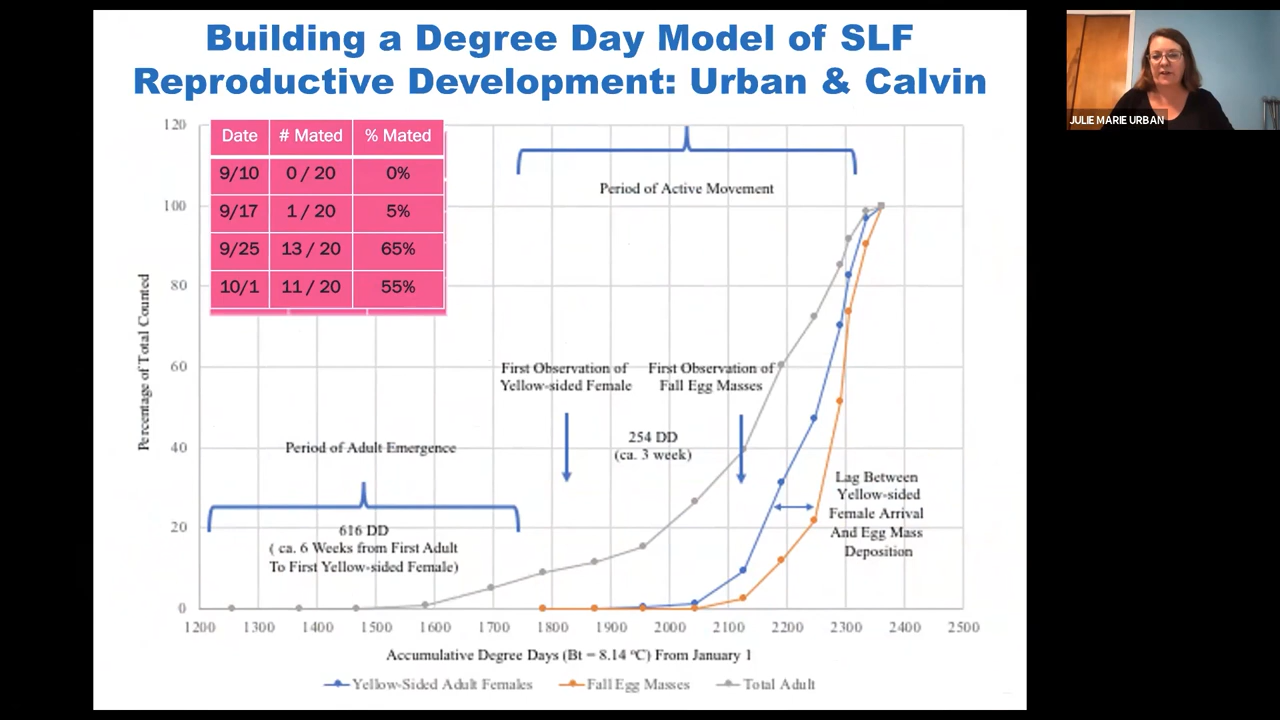 Building a Degree Day Model of SLF
Reproductive Development: Urban & Calvin
JULIE MARIE URBAN
Date # Mated % Mated
9/10 0 / 20 0%
9/17 1 / 20 5%
9/25 13 / 20 65%
10/1 11 / 20 55%
120
100
80
60
40
20
0
Percentage of Total Counted
Period of Active Movement
First Observation of
Yellow-sided Female
First Observation of
Fall Egg Masses
254 DD
(ca. 3 week)
Period of Adult Emergence
616 DD
( ca. 6 Weeks from First Adult
To First Yellow-sided Female)
Lag Between
Yellow-sided
Female Arrival
And Egg Mass
Deposition
1200 1300 1400 1500 1600 1700 1800 1900 2000 2100 2200 2300 2400 2500
Accumulative Degree Days (Bt = 8.14 ºC) From January 1
Yellow-Sided Adult Females Fall Egg Masses Total Adult